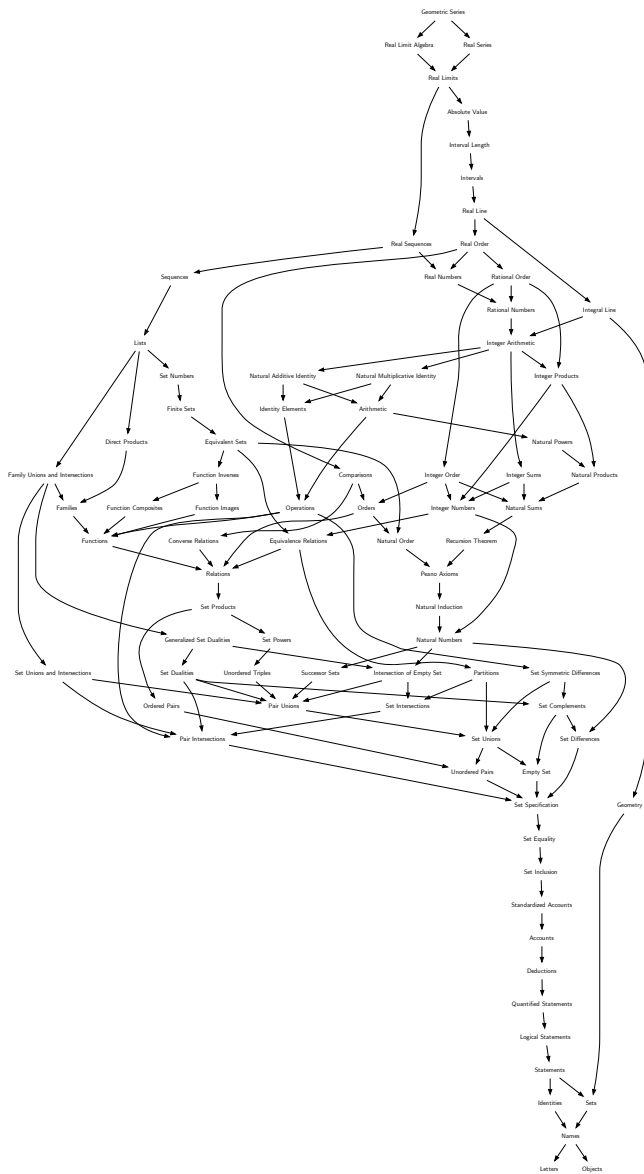 Geometric Series
Real Limit Algebra Real Series
Real Limits
Absolute Value
Interval Length
Intervals
Real Line
Real Sequences Real Order
Sequences Real Numbers Rational Order
Rational Numbers Integral Line
Lists Integer Arithmetic
Set Numbers Natural Additive Identity Natural Multiplicative Identity Integer Products
Finite Sets Identity Elements Arithmetic
Direct Products Equivalent Sets Natural Powers
Family Unions and Intersections Function Inverses Comparisons Integer Order Integer Sums Natural Products
Families Function Composites Function Images Operations Orders Integer Numbers Natural Sums
Functions Converse Relations Equivalence Relations Natural Order Recursion Theorem
Relations Peano Axioms
Set Products Natural Induction
Generalized Set Dualities Set Powers Natural Numbers
Set Unions and Intersections Set Dualities Unordered Triples Successor Sets Intersection of Empty Set Partitions Set Symmetric Differences
Ordered Pairs Pair Unions Set Intersections Set Complements
Pair Intersections Set Unions Set Differences
Unordered Pairs Empty Set
Set Specification Geometry
Set Equality
Set Inclusion
Standardized Accounts
Accounts
Deductions
Quantified Statements
Logical Statements
Statements
Identities Sets
Names
Letters Objects